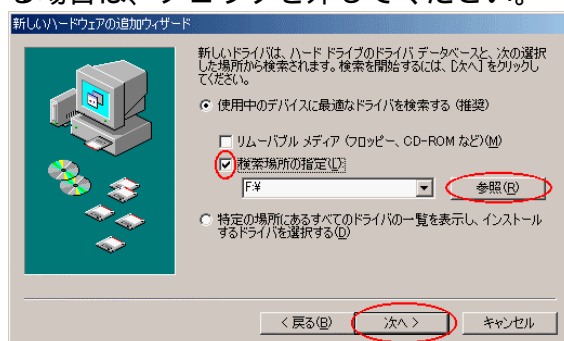 る場合は、チェックを外してください。
新しいハードウェアの追加ウィザード
新しいドライバは、ハード ドライブのドライバ データベースと、次の選択
した場所から検索されます。検索を開始するには、[次へ] をクリックし
てください。
使用中のデバイスに最適なドライバを検索する (推奨)
リムーバブル メディア (フロッピー、CD-ROM など)(M)
検索場所の指定(L):
F:¥
参照(R)
特定の場所にあるすべてのドライバの一覧を表示し、インストール
するドライバを選択する(D)
< 戻る(B)
次へ >
キャンセル